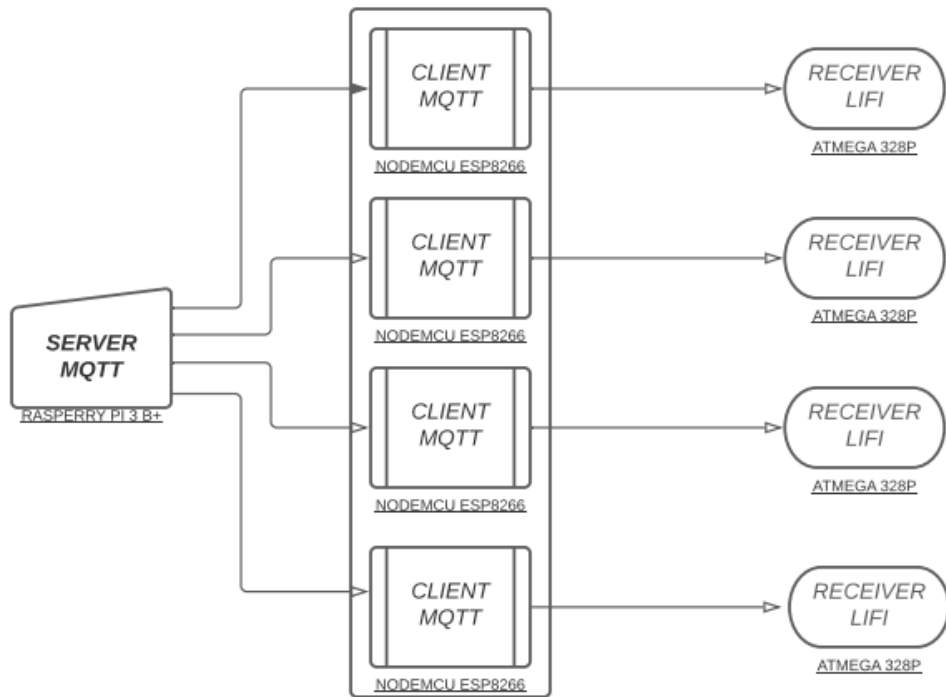 CLIENT
MQTT
NODEMCU ESP8266
RECEIVER
LIFI
ATMEGA 328P
CLIENT
MQTT
NODEMCU ESP8266
RECEIVER
LIFI
ATMEGA 328P
SERVER
MQTT
RASPERRY PI 3 B+
CLIENT
MQTT
NODEMCU ESP8266
RECEIVER
LIFI
ATMEGA 328P
CLIENT
MQTT
NODEMCU ESP8266
RECEIVER
LIFI
ATMEGA 328P